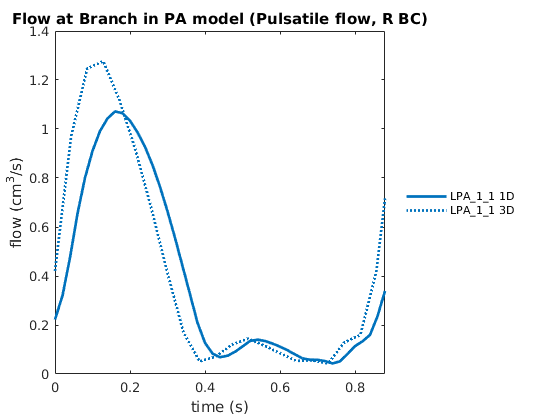 Flow at Branch in PA model (Pulsatile flow, R BC)
1.4
1.2
1
0.8
0.6
0.4
0.2
0
flow (cm³/s)
0 0.2 0.4 0.6 0.8
time (s)
LPA_1_1 1D
LPA_1_1 3D